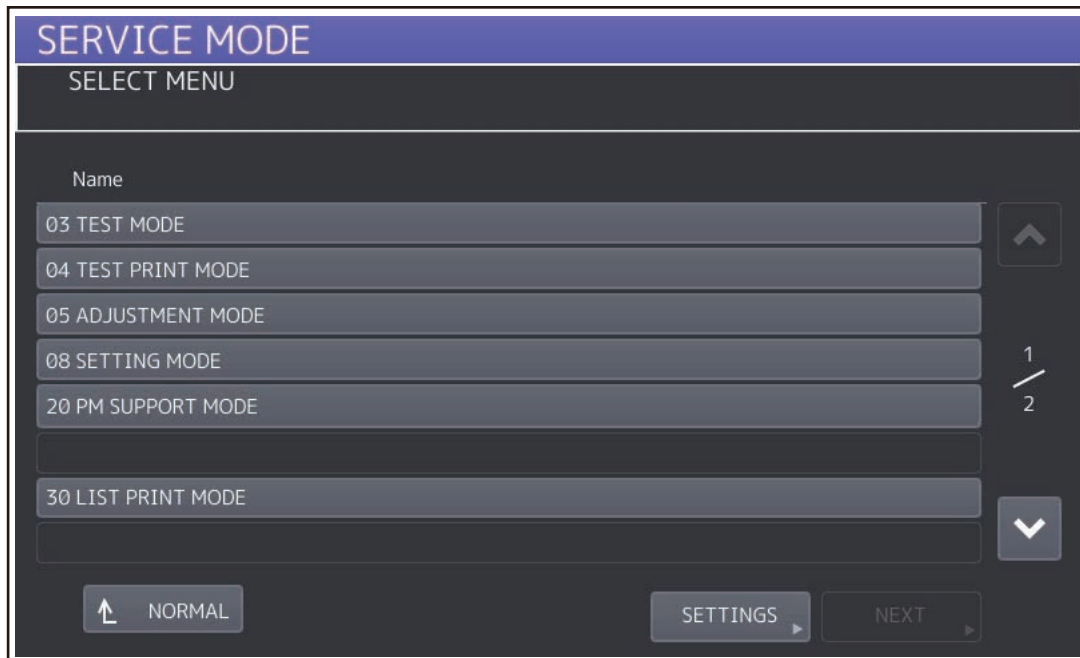 SERVICE MODE
SELECT MENU
Name
03 TEST MODE
04 TEST PRINT MODE
05 ADJUSTMENT MODE
08 SETTING MODE
20 PM SUPPORT MODE
30 LIST PRINT MODE
1
2
NORMAL
SETTINGS
NEXT